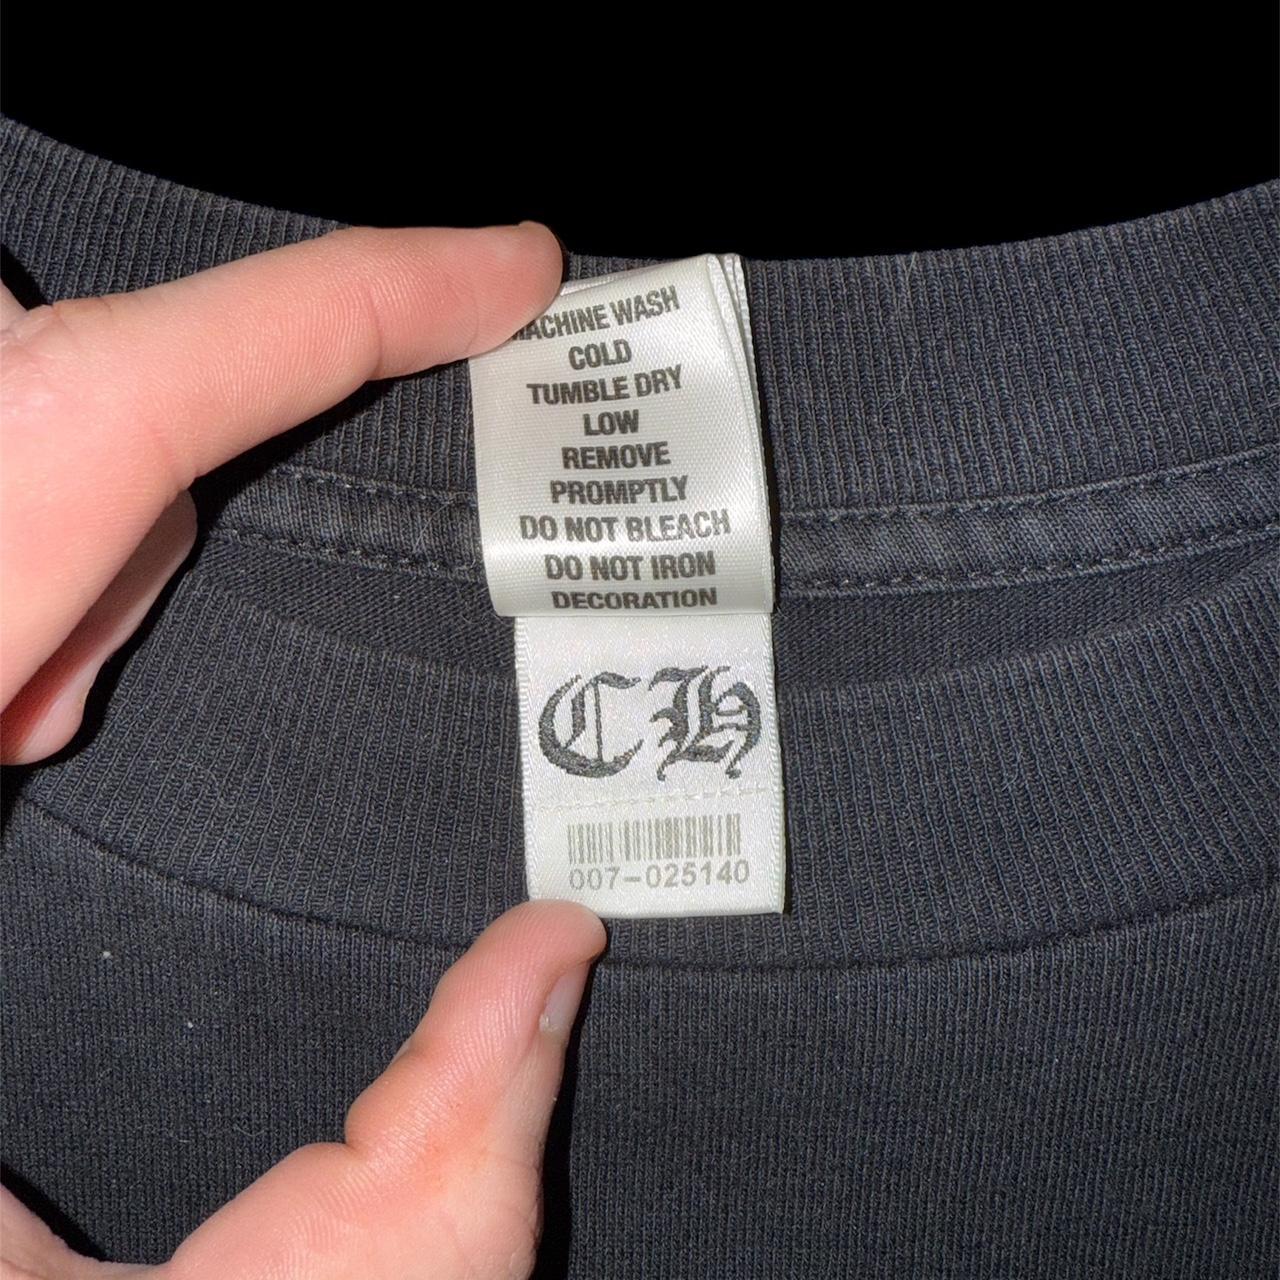 MACHINE WASH
COLD
TUMBLE DRY
LOW
REMOVE
PROMPTLY
DO NOT BLEACH
DO NOT IRON
DECORATION
CH
007-025140